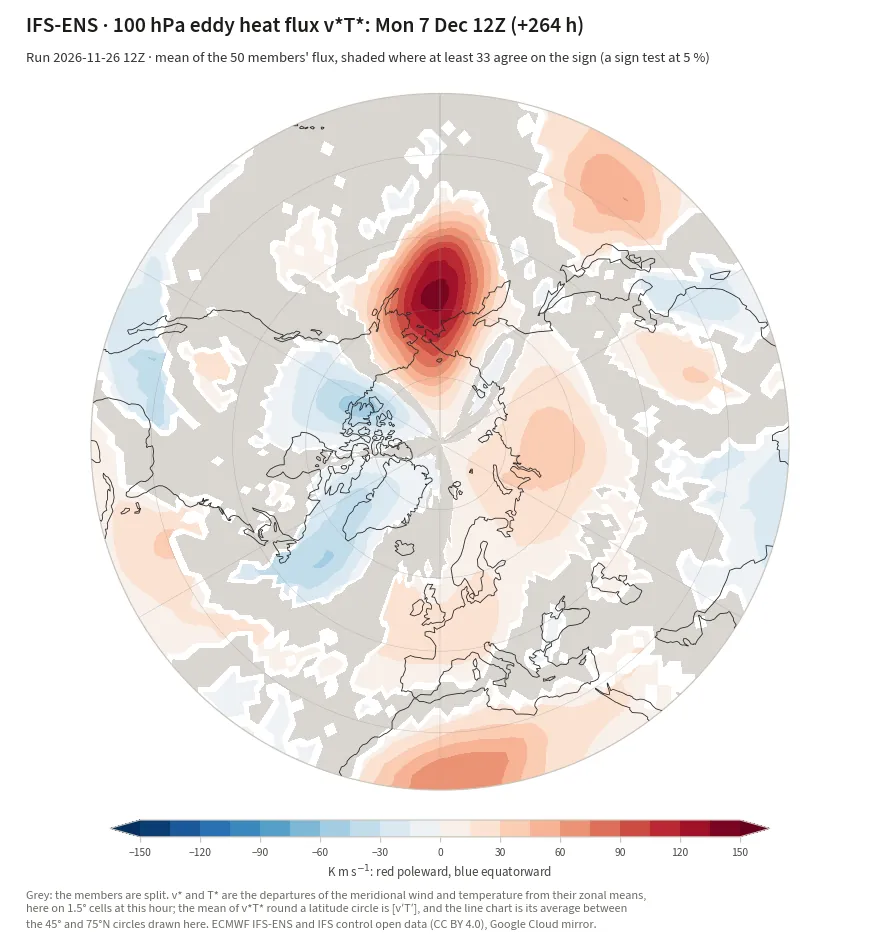 IFS-ENS · 100 hPa eddy heat flux v*T*: Mon 7 Dec 12Z (+264 h)
Run 2026-11-26 12Z · mean of the 50 members' flux, shaded where at least 33 agree on the sign (a sign test at 5 %)
−150 −120 −90 −60 −30 0 30 60 90 120 150
K m s⁻¹: red poleward, blue equatorward
Grey: the members are split. v* and T* are the departures of the meridional wind and temperature from their zonal means,
here on 1.5° cells at this hour; the mean of v*T* round a latitude circle is [v'T'], and the line chart is its average between
the 45° and 75°N circles drawn here. ECMWF IFS-ENS and IFS control open data (CC BY 4.0), Google Cloud mirror.